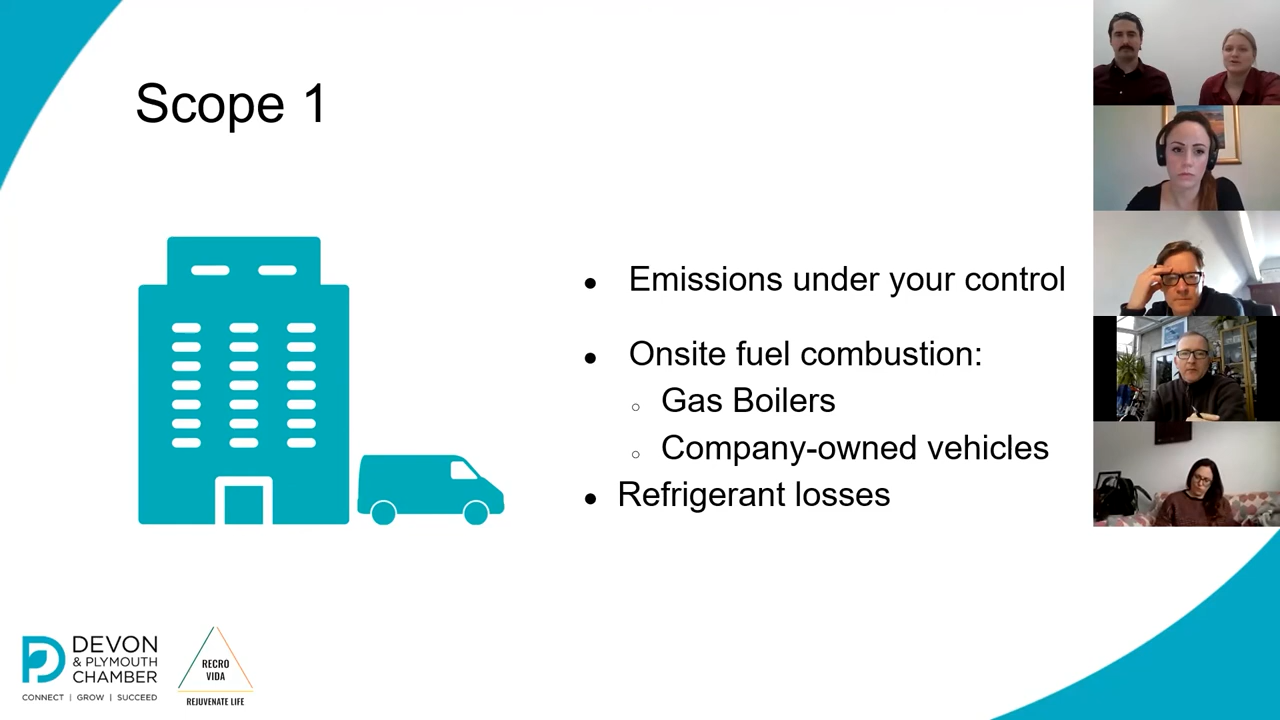 Scope 1
● Emissions under your control
● Onsite fuel combustion:
○ Gas Boilers
○ Company-owned vehicles
● Refrigerant losses
DEVON
& PLYMOUTH
CHAMBER
CONNECT | GROW | SUCCEED
RECRO
VIDA
REJUVENATE LIFE